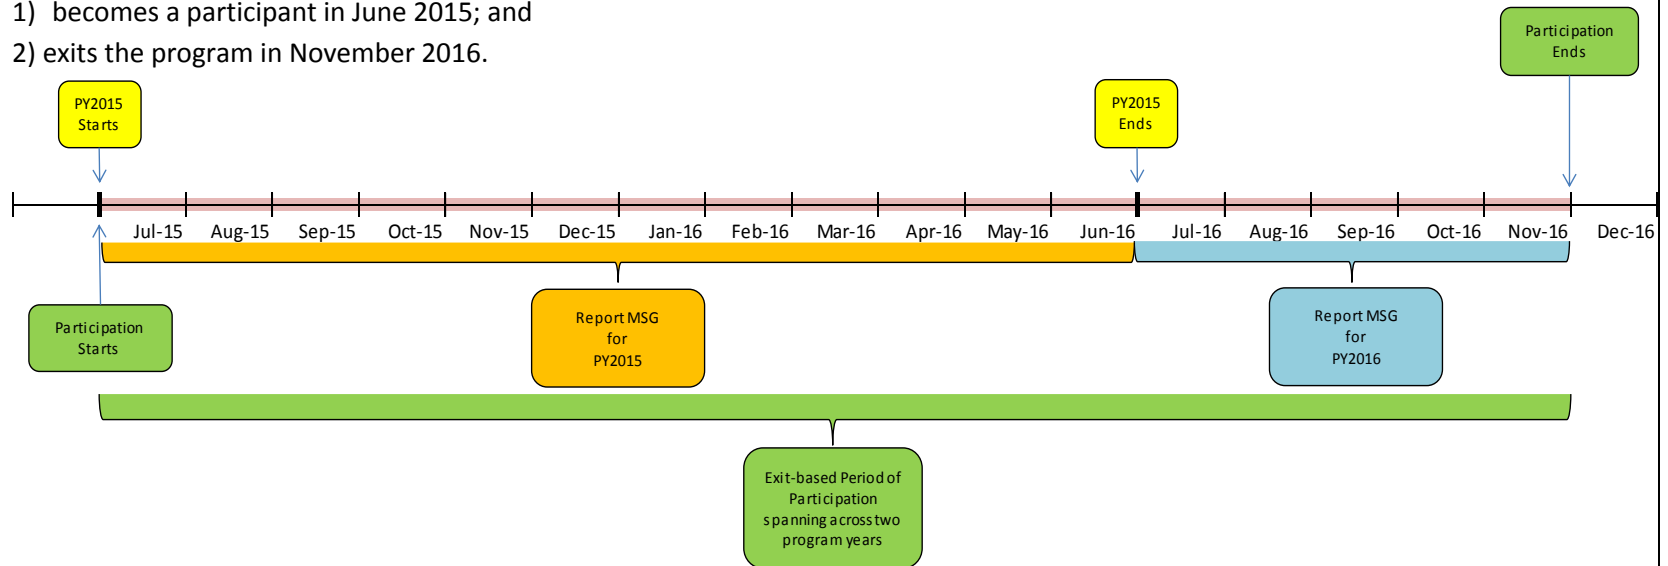 1) becomes a participant in June 2015; and
2) exits the program in November 2016.
Participation
Ends
PY2015
Starts
PY2015
Ends
Jul-15 Aug-15 Sep-15 Oct-15 Nov-15 Dec-15 Jan-16 Feb-16 Mar-16 Apr-16 May-16 Jun-16 Jul-16 Aug-16 Sep-16 Oct-16 Nov-16 Dec-16
Participation
Starts
Report MSG
for
PY2015
Report MSG
for
PY2016
Exit-based Period of
Participation
spanning across two
program years